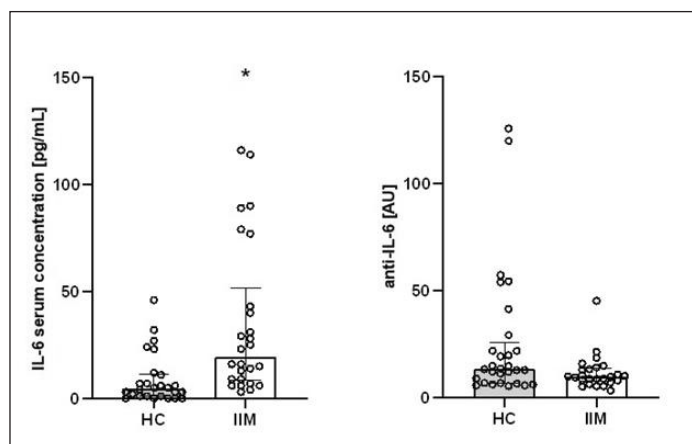 IL-6 serum concentration [pg/mL]
150
100
50
0
*
HC
IIM
anti-IL-6 [AU]
150
100
50
0
HC
IIM